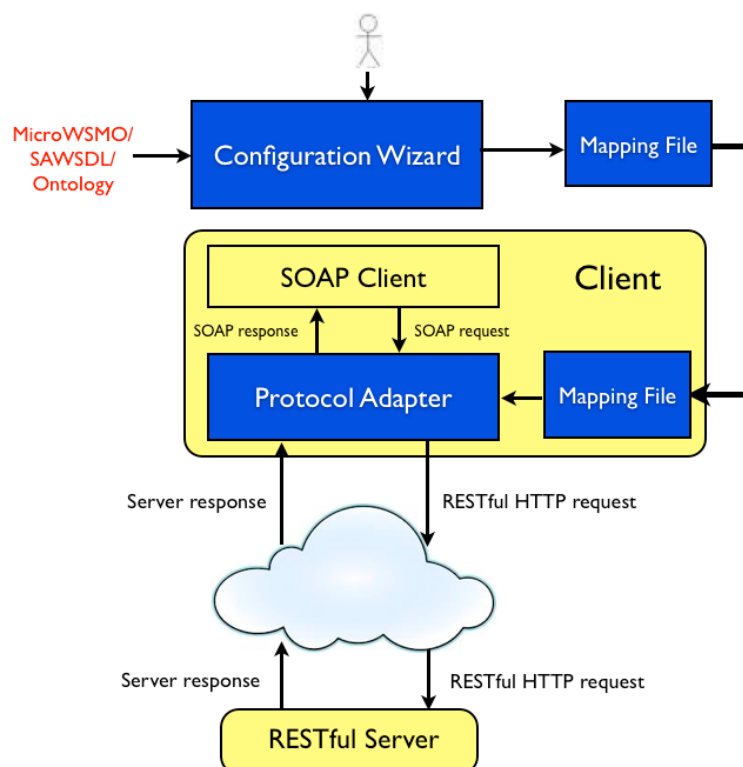 MicroWSMO/
SAWSDL/
Ontology
Configuration Wizard
Mapping File
SOAP Client
Client
SOAP response
SOAP request
Protocol Adapter
Mapping File
Server response
RESTful HTTP request
Server response
RESTful HTTP request
RESTful Server